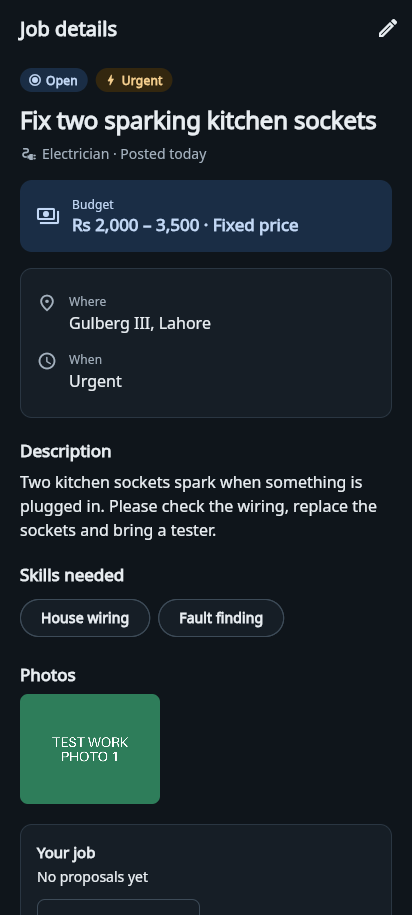 Job details
Open
Urgent
Fix two sparking kitchen sockets
Electrician · Posted today
Budget
Rs 2,000 – 3,500 · Fixed price
Where
Gulberg III, Lahore
When
Urgent
Description
Two kitchen sockets spark when something is
plugged in. Please check the wiring, replace the
sockets and bring a tester.
Skills needed
House wiring
Fault finding
Photos
TEST WORK
PHOTO 1
Your job
No proposals yet